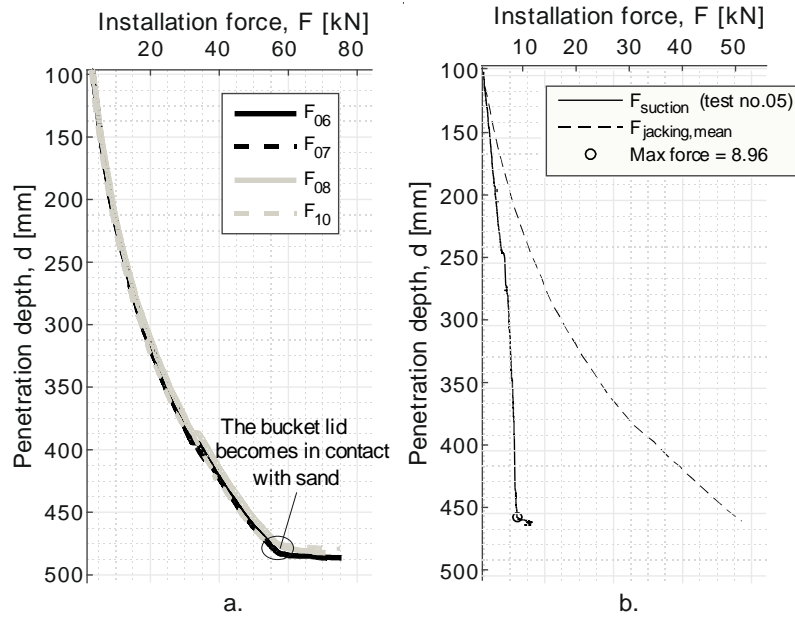 Installation force, F [kN]
20 40 60 80
100
150
200
250
300
350
400
450
500
Penetration depth, d [mm]
F06
F07
F08
F10
The bucket lid
becomes in contact
with sand
a.
Installation force, F [kN]
10 20 30 40 50
100
150
200
250
300
350
400
450
500
Penetration depth, d [mm]
Fsuction (test no.05)
Fjacking,mean
Max force = 8.96
b.